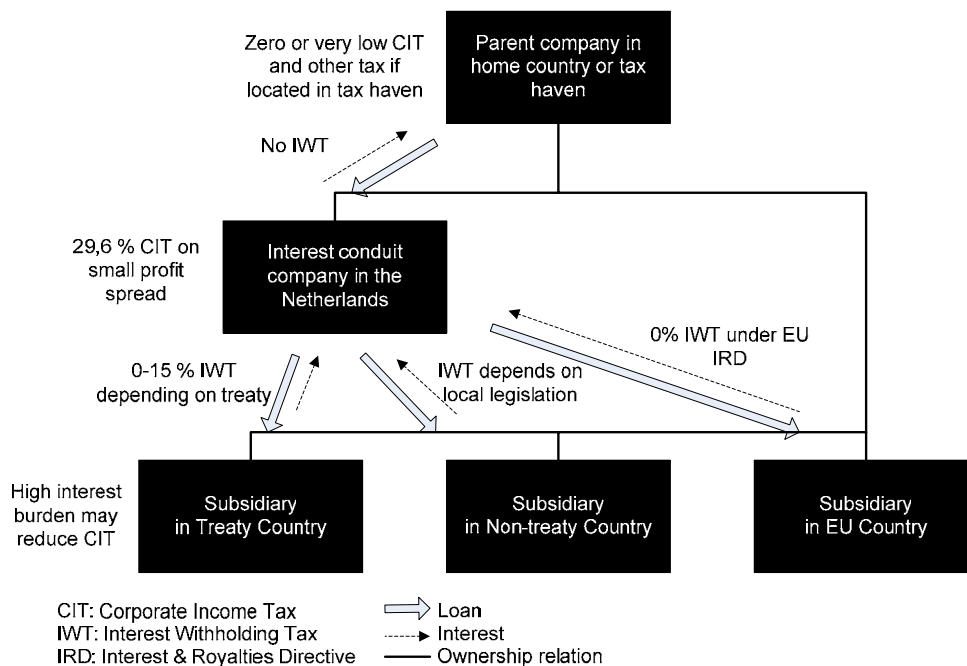 Zero or very low CIT
and other tax if
located in tax haven
Parent company in
home country or tax
haven
No IWT
29,6 % CIT on
small profit
spread
Interest conduit
company in the
Netherlands
0% IWT under EU
IRD
0-15 % IWT
depending on treaty
IWT depends on
local legislation
High interest
burden may
reduce CIT
Subsidiary
in Treaty Country
Subsidiary
in Non-treaty Country
Subsidiary
in EU Country
CIT: Corporate Income Tax
IWT: Interest Withholding Tax
IRD: Interest & Royalties Directive
Loan
Interest
Ownership relation